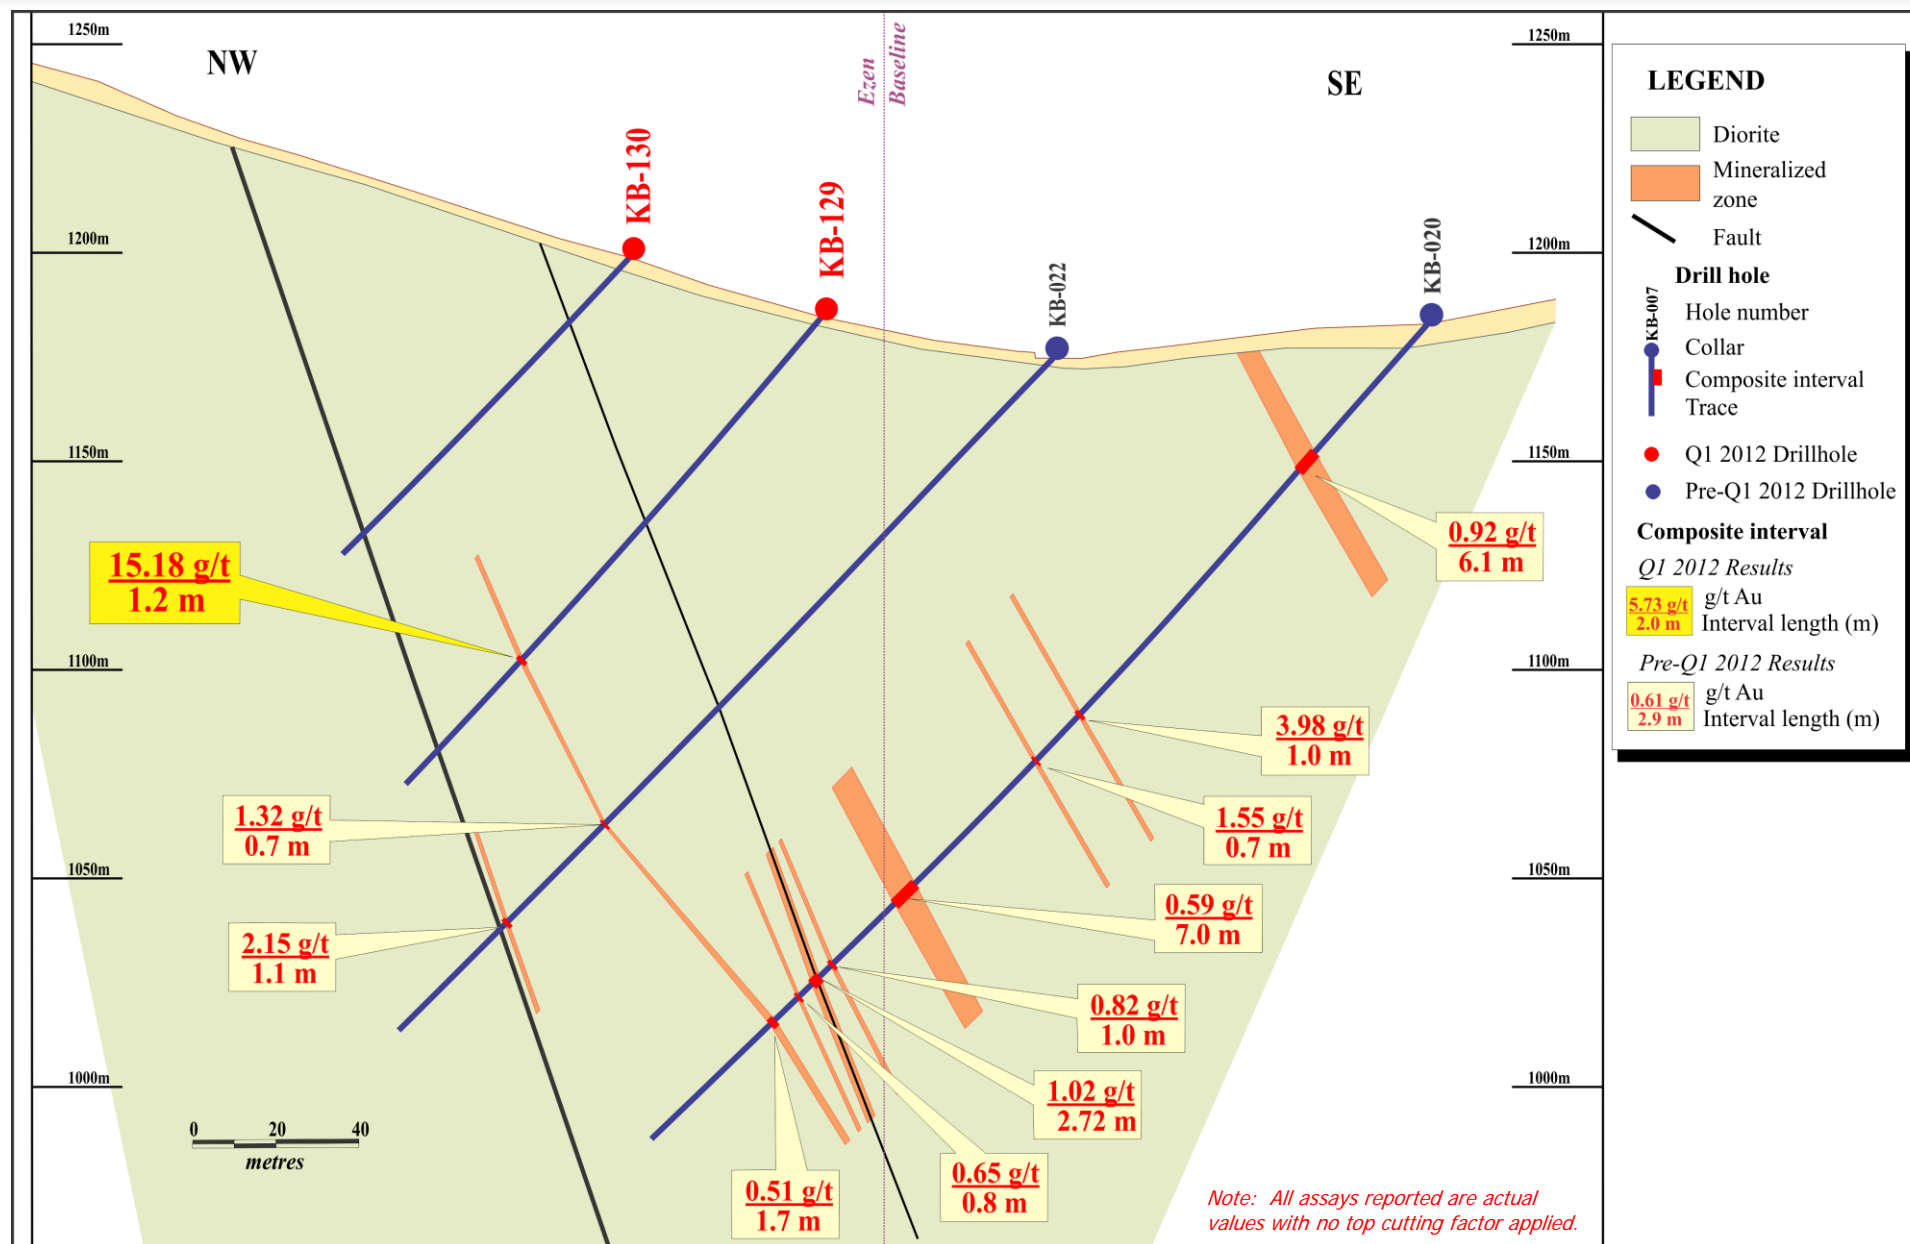 1250m
NW
Ezen
Baseline
SE
1250m
KB-130
KB-129
KB-022
KB-020
1200m
1200m
1150m
1150m
0.92 g/t
6.1 m
15.18 g/t
1.2 m
1100m
1100m
3.98 g/t
1.0 m
1.32 g/t
0.7 m
1.55 g/t
0.7 m
1050m
1050m
0.59 g/t
7.0 m
2.15 g/t
1.1 m
0.82 g/t
1.0 m
1000m
1000m
1.02 g/t
2.72 m
0 20 40
metres
0.65 g/t
0.8 m
0.51 g/t
1.7 m
Note: All assays reported are actual
values with no top cutting factor applied.
LEGEND
Diorite
Mineralized
zone
Fault
Drill hole
KB-007
Hole number
Collar
Composite interval
Trace
Q1 2012 Drillhole
Pre-Q1 2012 Drillhole
Composite interval
Q1 2012 Results
5.73 g/t
2.0 m
g/t Au
Interval length (m)
Pre-Q1 2012 Results
0.61 g/t
2.9 m
g/t Au
Interval length (m)